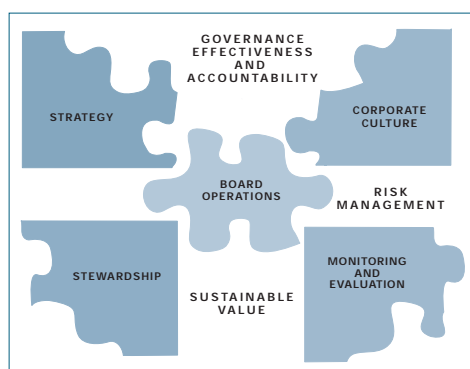 GOVERNANCE
EFFECTIVENESS
AND
ACCOUNTABILITY
STRATEGY
CORPORATE
CULTURE
BOARD
OPERATIONS
RISK
MANAGEMENT
STEWARDSHIP
MONITORING
AND
EVALUATION
SUSTAINABLE
VALUE